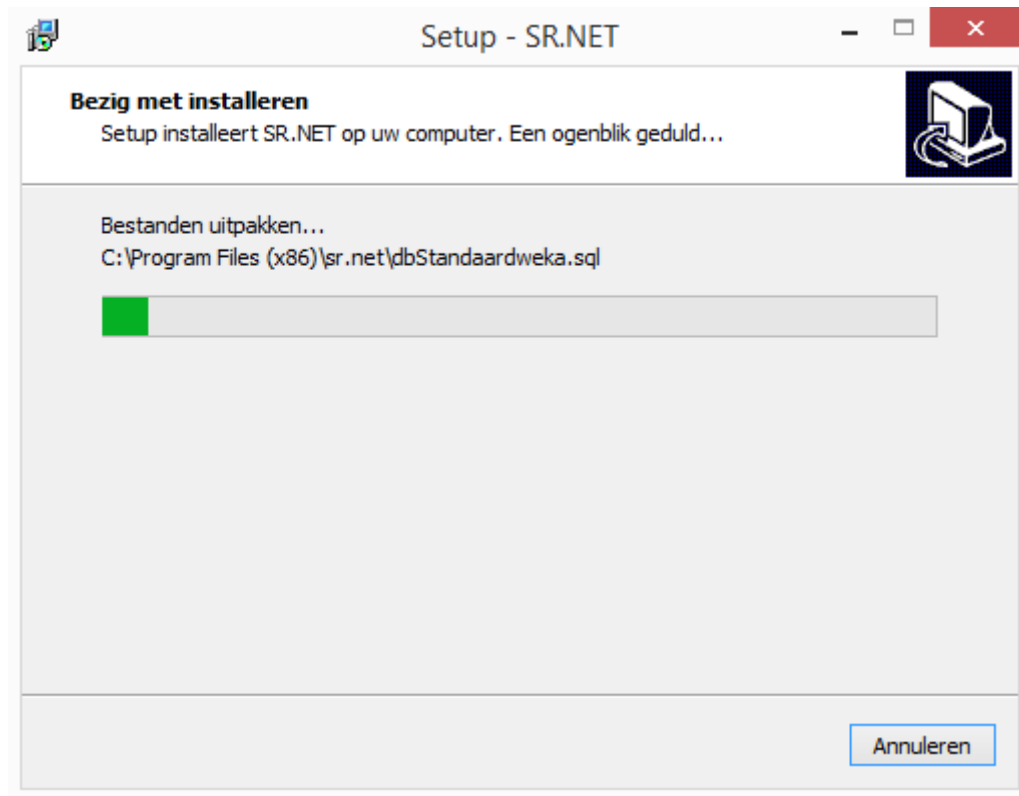 Setup - SR.NET
Bezig met installeren
Setup installeert SR.NET op uw computer. Een ogenblik geduld...
Bestanden uitpakken...
C:\Program Files (x86)\sr.net\dbStandaardweka.sql
Annuleren